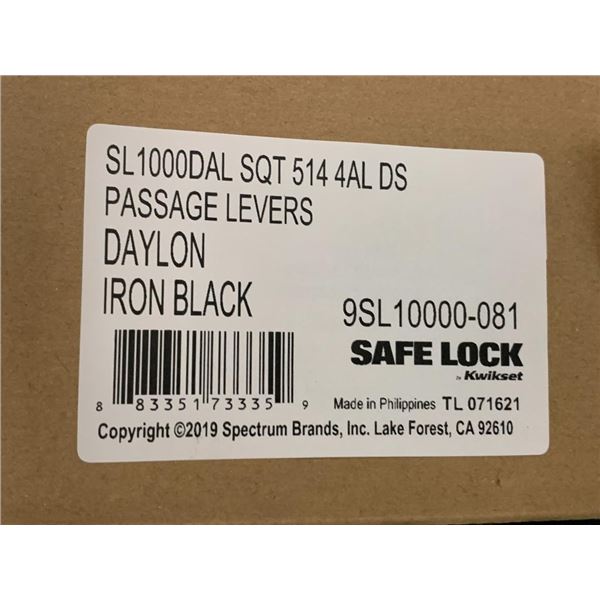 SL1000DAL SQT 514 4AL DS
PASSAGE LEVERS
DAYLON
IRON BLACK
9SL10000-081
SAFE LOCK
by Kwikset
8 83351 73335 9
Made in Philippines TL 071621
Copyright ©2019 Spectrum Brands, Inc. Lake Forest, CA 92610